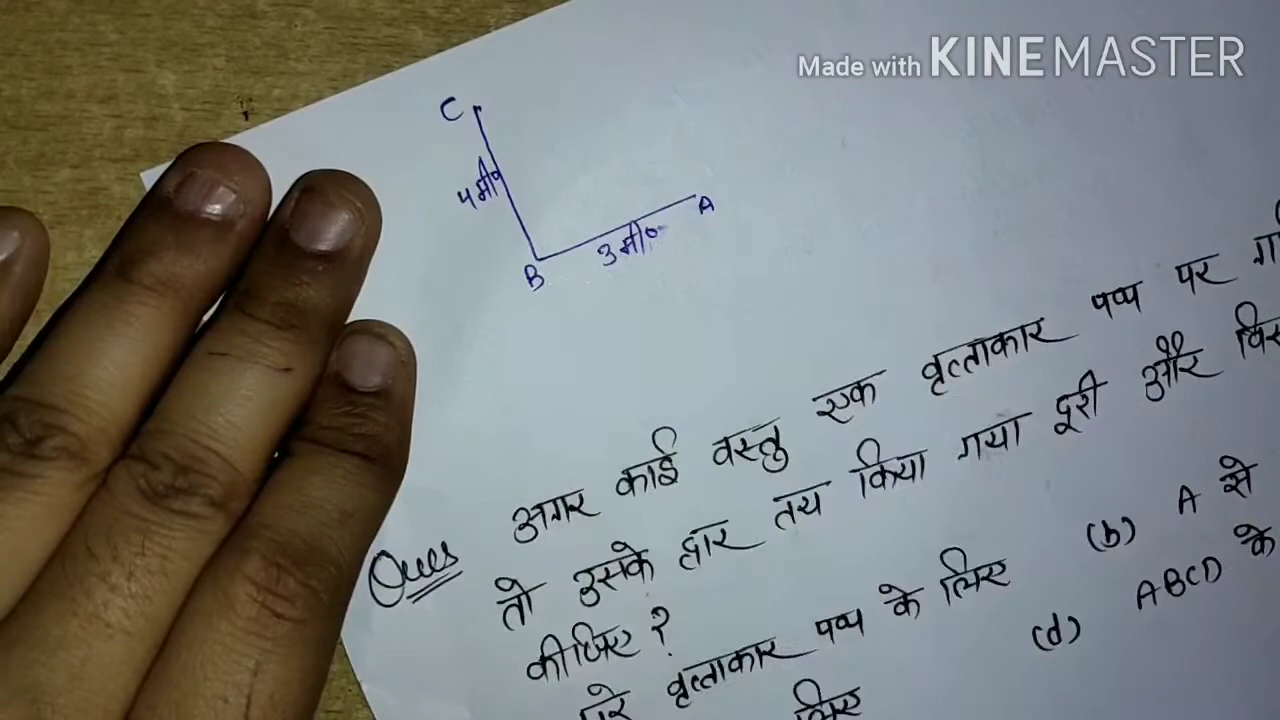 Made with KINEMASTER
C
4मी०
A
3मी०
B
Ques अगर काई वस्तु एक वृत्ताकार पथ पर
तो उसके द्वार तय किया गया दूरी और
कीजिए ?
वृत्ताकार पथ के लिए (b) A से
लिए (d) ABCD के